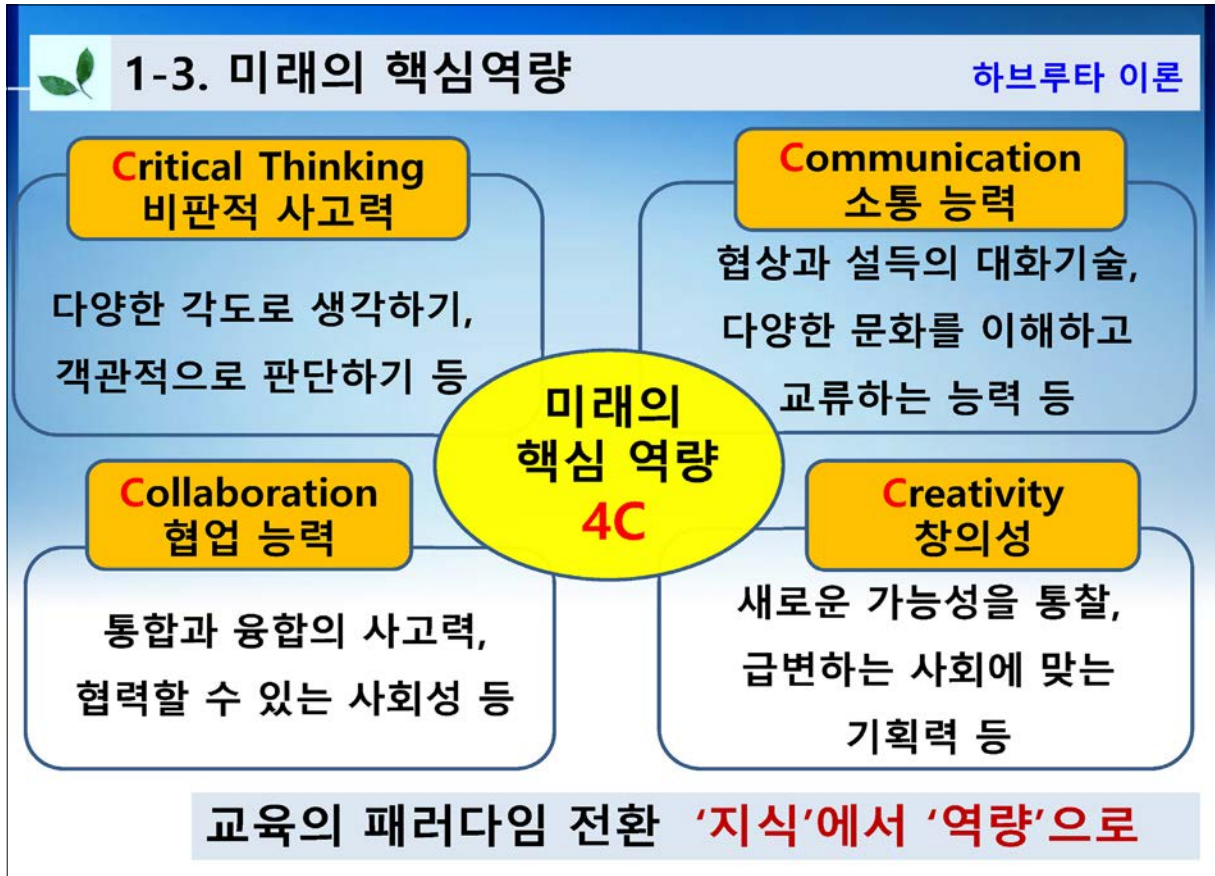 1-3. 미래의 핵심역량
하브루타 이론
Critical Thinking
비판적 사고력
다양한 각도로 생각하기,
객관적으로 판단하기 등
Communication
소통 능력
협상과 설득의 대화기술,
다양한 문화를 이해하고
교류하는 능력 등
미래의
핵심 역량
4C
Collaboration
협업 능력
통합과 융합의 사고력,
협력할 수 있는 사회성 등
Creativity
창의성
새로운 가능성을 통찰,
급변하는 사회에 맞는
기획력 등
교육의 패러다임 전환 ‘지식’에서 ‘역량’으로